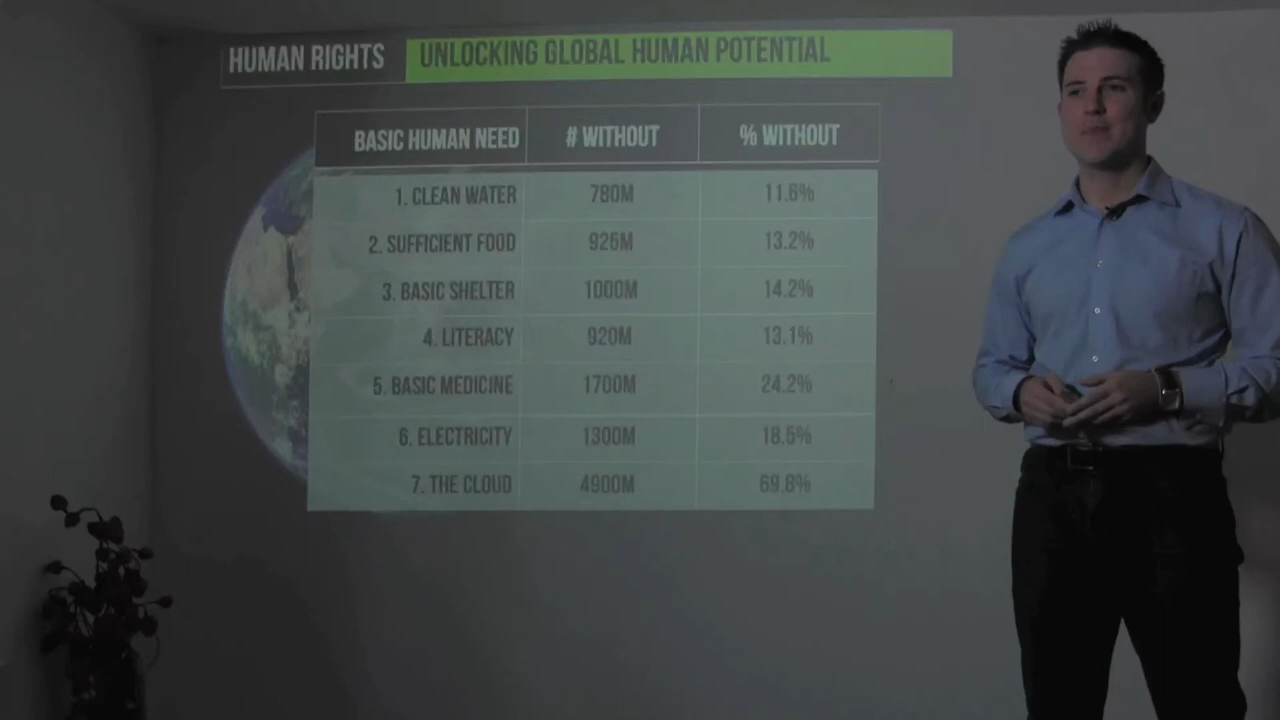 HUMAN RIGHTS UNLOCKING GLOBAL HUMAN POTENTIAL
BASIC HUMAN NEED # WITHOUT % WITHOUT
1. CLEAN WATER 780M 11.6%
2. SUFFICIENT FOOD 925M 13.2%
3. BASIC SHELTER 1000M 14.2%
4. LITERACY 920M 13.1%
5. BASIC MEDICINE 1700M 24.2%
6. ELECTRICITY 1300M 18.5%
7. THE CLOUD 4900M 69.8%